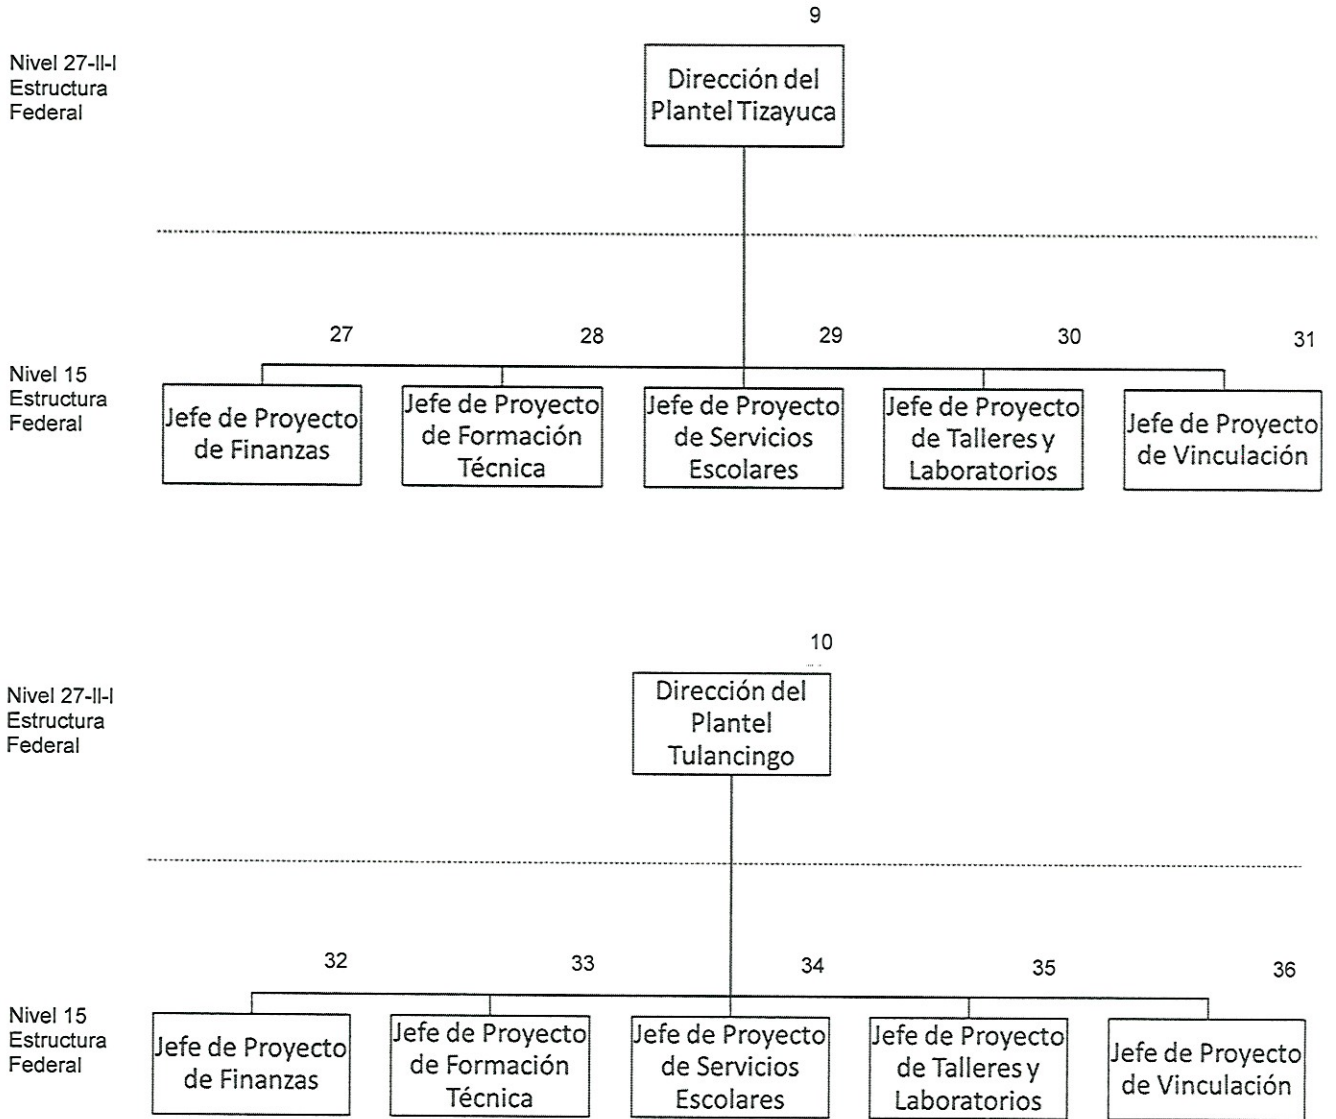 9
Nivel 27-II-I
Estructura
Federal
Dirección del
Plantel Tizayuca
27
28
29
30
31
Nivel 15
Estructura
Federal
Jefe de Proyecto
de Finanzas
Jefe de Proyecto
de Formación
Técnica
Jefe de Proyecto
de Servicios
Escolares
Jefe de Proyecto
de Talleres y
Laboratorios
Jefe de Proyecto
de Vinculación
10
Nivel 27-II-I
Estructura
Federal
Dirección del
Plantel
Tulancingo
32
33
34
35
36
Nivel 15
Estructura
Federal
Jefe de Proyecto
de Finanzas
Jefe de Proyecto
de Formación
Técnica
Jefe de Proyecto
de Servicios
Escolares
Jefe de Proyecto
de Talleres y
Laboratorios
Jefe de Proyecto
de Vinculación